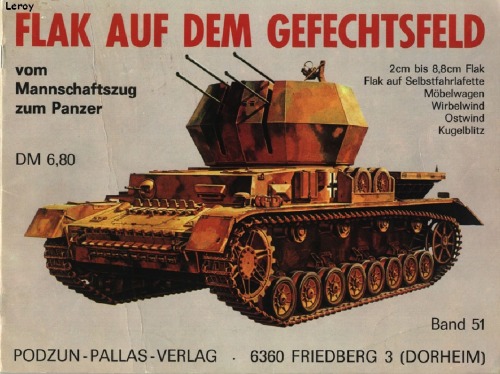 Leroy
FLAK AUF DEM GEFECHTSFELD
vom
Mannschaftszug
zum Panzer
2cm bis 8,8cm Flak
Flak auf Selbstfahrlafette
Möbelwagen
Wirbelwind
Ostwind
Kugelblitz
DM 6,80
Band 51
PODZUN-PALLAS-VERLAG · 6360 FRIEDBERG 3 (DORHEIM)